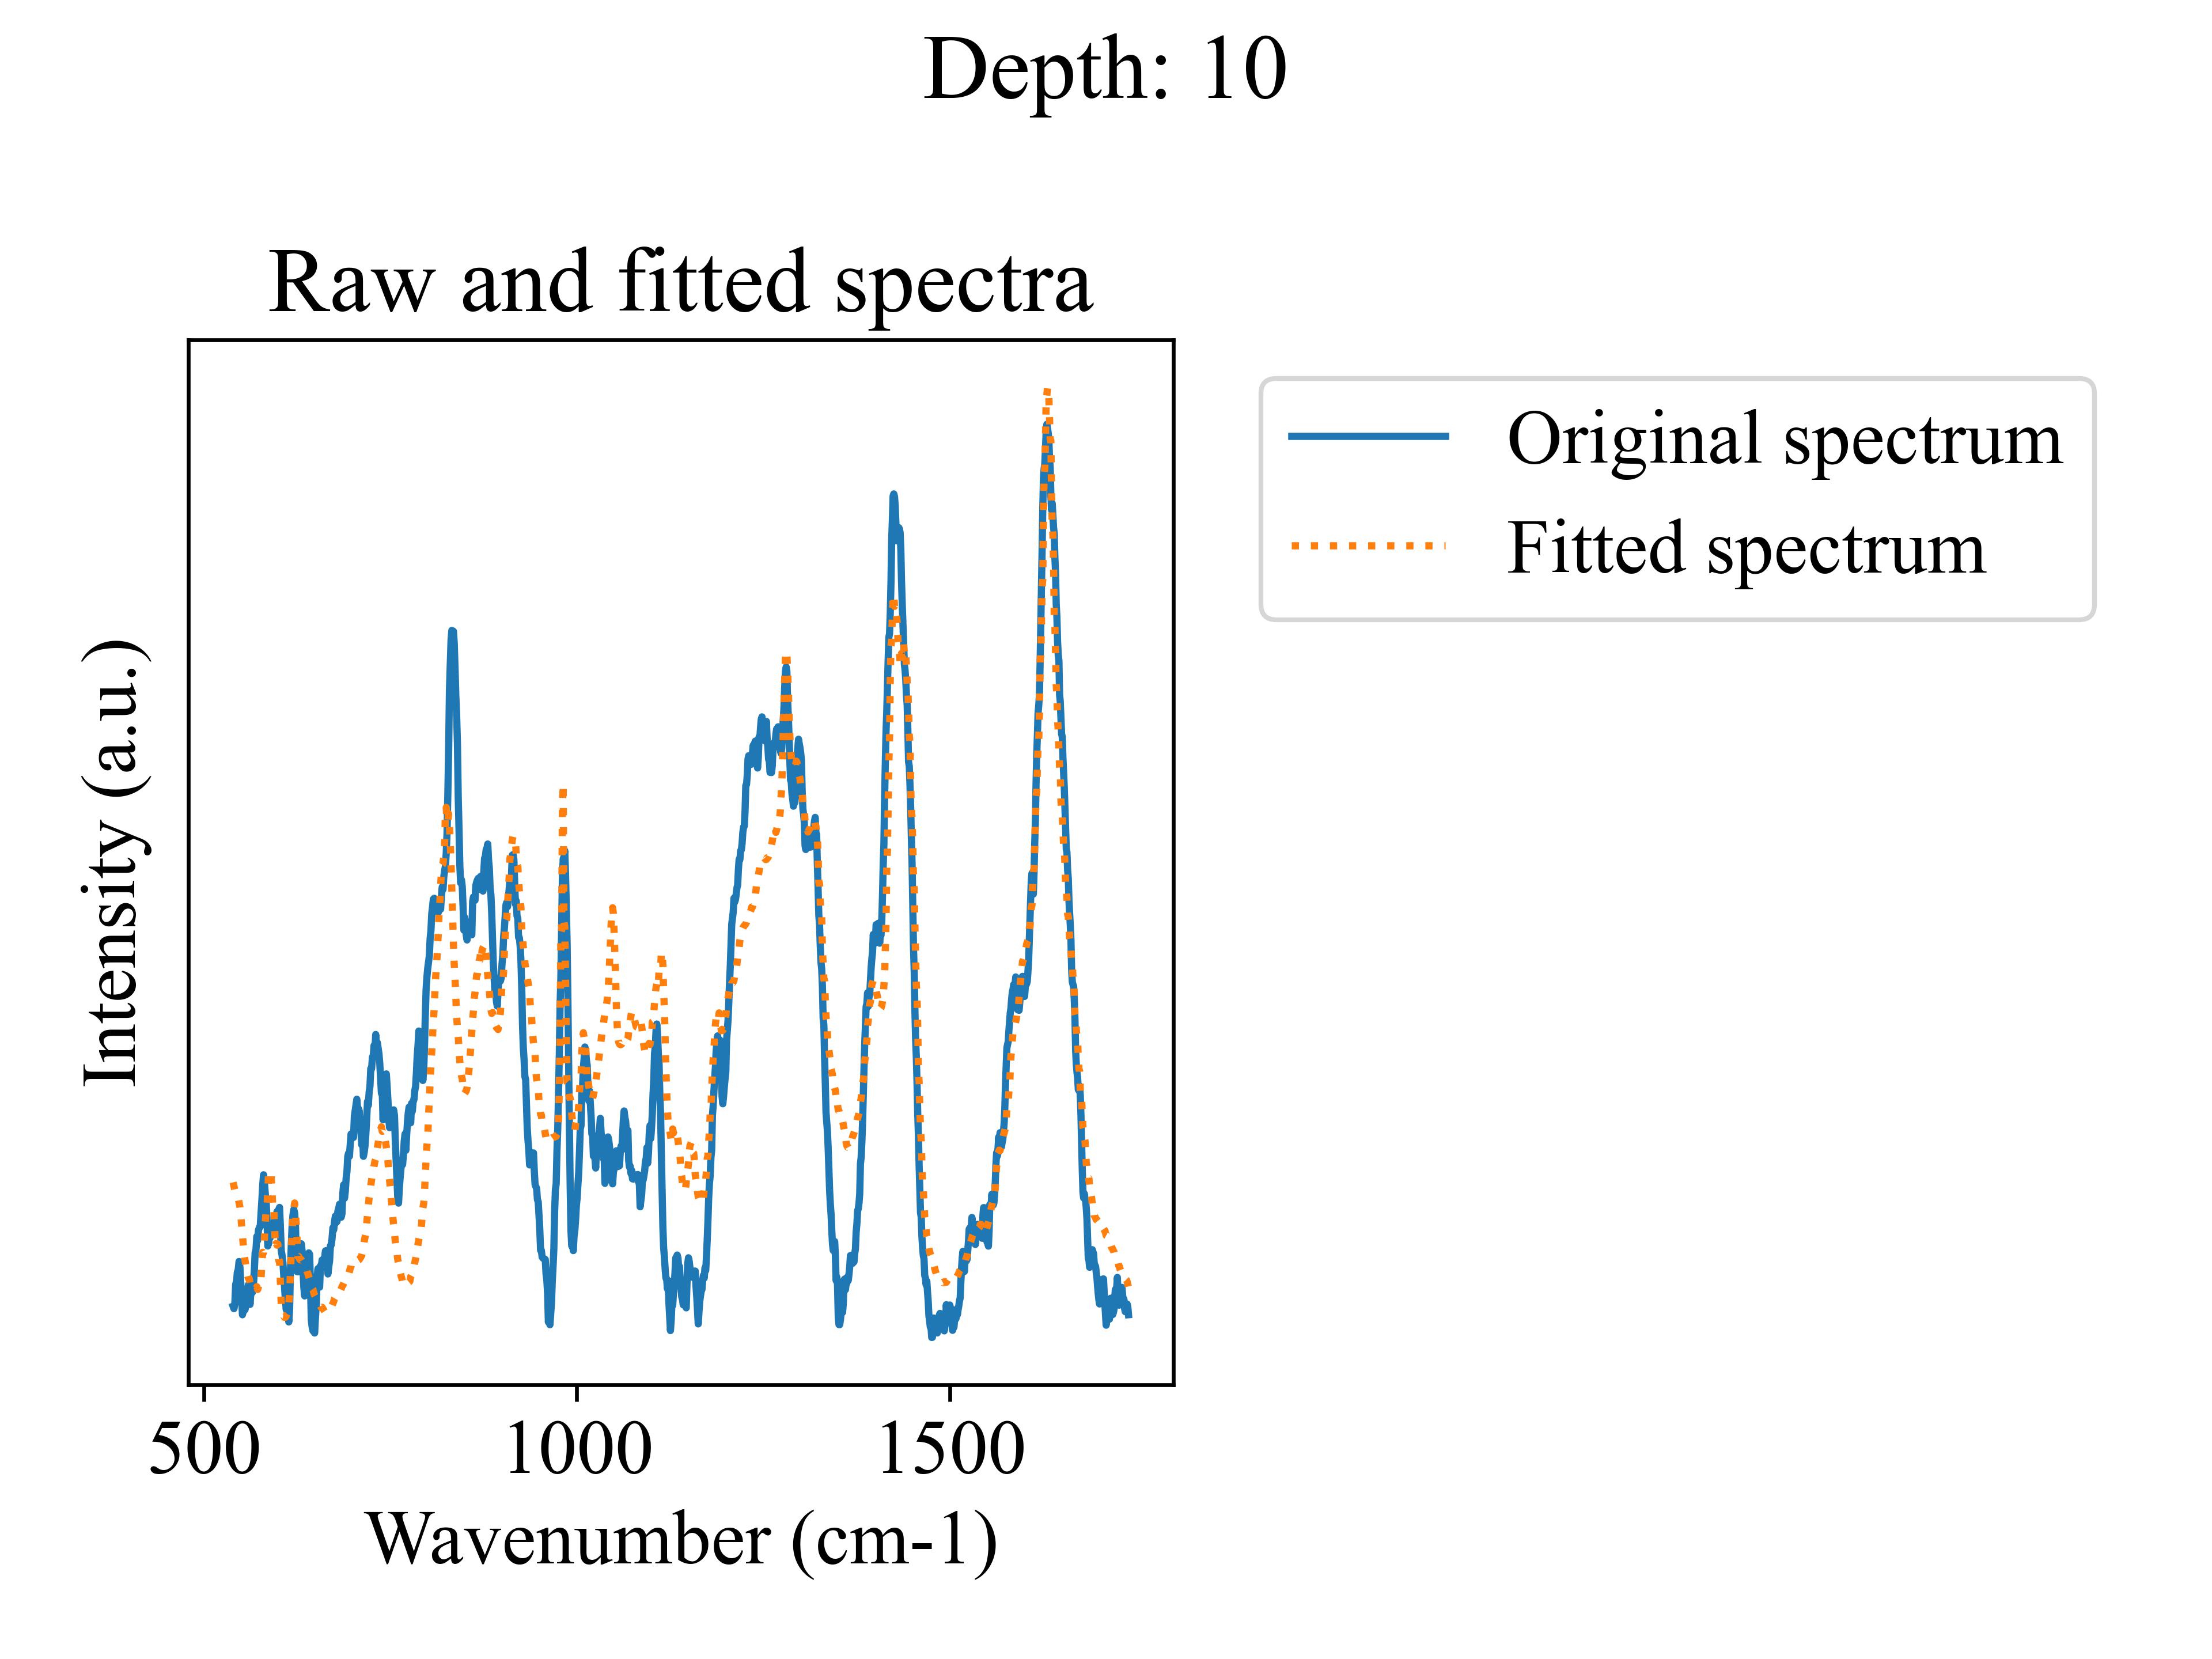 Depth: 10
Raw and fitted spectra
Original spectrum
Fitted spectrum
Intensity (a.u.)
500 1000 1500
Wavenumber (cm-1)